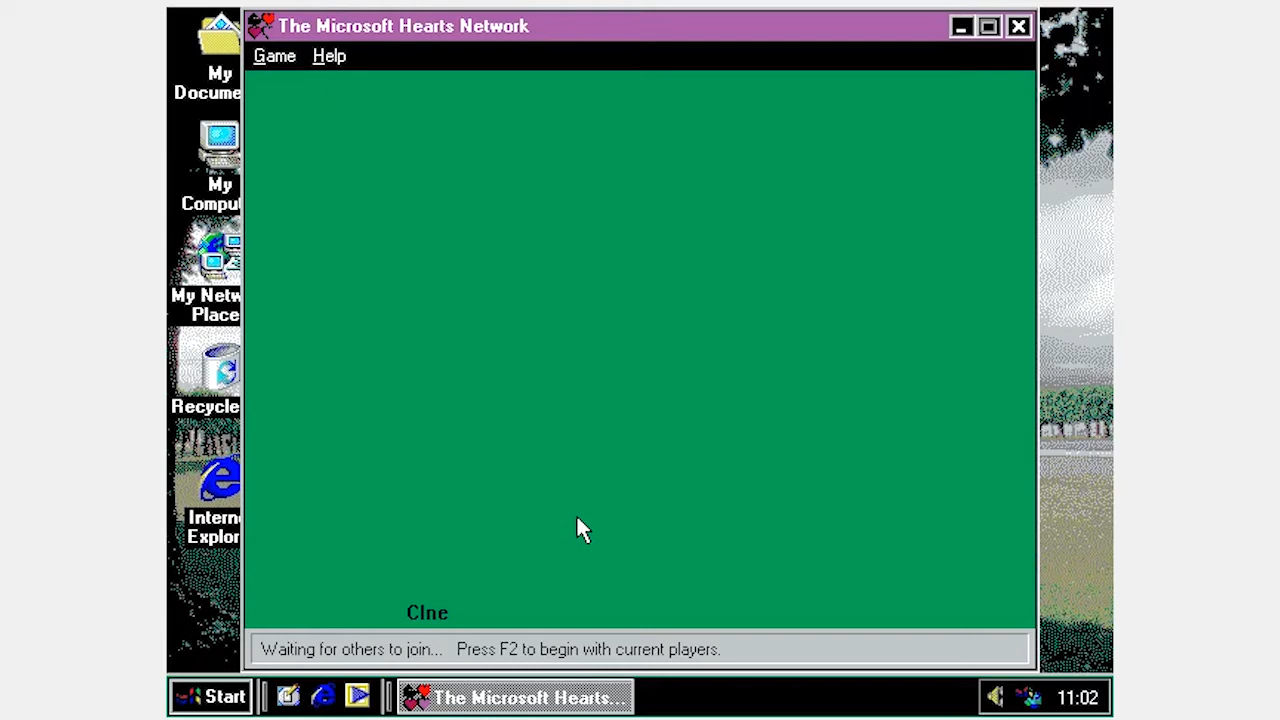 The Microsoft Hearts Network
Game Help
My
Docume
My
Comput
My Netw
Place
Recycle
Interne
Explor
Clne
Waiting for others to join... Press F2 to begin with current players.
Start
The Microsoft Hearts...
11:02